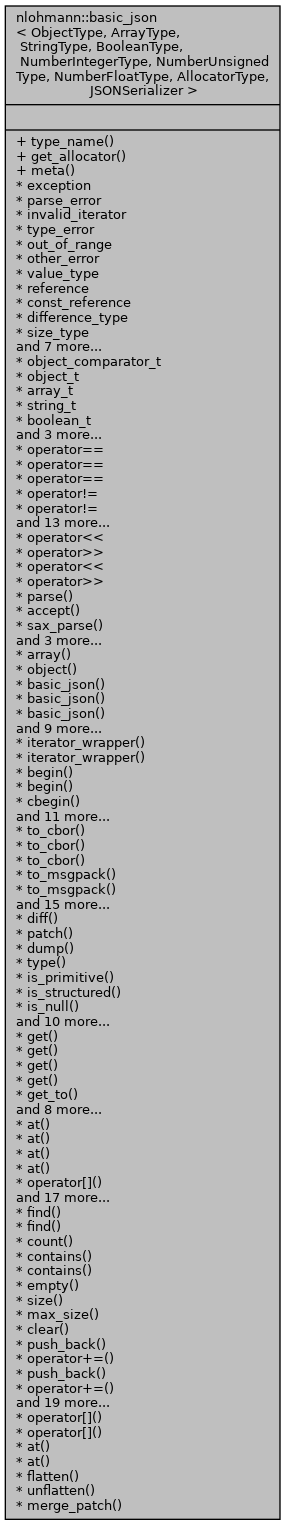 nlohmann::basic_json
< ObjectType, ArrayType,
StringType, BooleanType,
NumberIntegerType, NumberUnsigned
Type, NumberFloatType, AllocatorType,
JSONSerializer >
+ type_name()
+ get_allocator()
+ meta()
* exception
* parse_error
* invalid_iterator
* type_error
* out_of_range
* other_error
* value_type
* reference
* const_reference
* difference_type
* size_type
and 7 more...
* object_comparator_t
* object_t
* array_t
* string_t
* boolean_t
and 3 more...
* operator==
* operator==
* operator==
* operator!=
* operator!=
and 13 more...
* operator<<
* operator>>
* operator<<
* operator>>
* parse()
* accept()
* sax_parse()
and 3 more...
* array()
* object()
* basic_json()
* basic_json()
* basic_json()
and 9 more...
* iterator_wrapper()
* iterator_wrapper()
* begin()
* begin()
* cbegin()
and 11 more...
* to_cbor()
* to_cbor()
* to_cbor()
* to_msgpack()
* to_msgpack()
and 15 more...
* diff()
* patch()
* dump()
* type()
* is_primitive()
* is_structured()
* is_null()
and 10 more...
* get()
* get()
* get()
* get()
* get_to()
and 8 more...
* at()
* at()
* at()
* at()
* operator[]()
and 17 more...
* find()
* find()
* count()
* contains()
* contains()
* empty()
* size()
* max_size()
* clear()
* push_back()
* operator+=()
* push_back()
* operator+=()
and 19 more...
* operator[]()
* operator[]()
* at()
* at()
* flatten()
* unflatten()
* merge_patch()